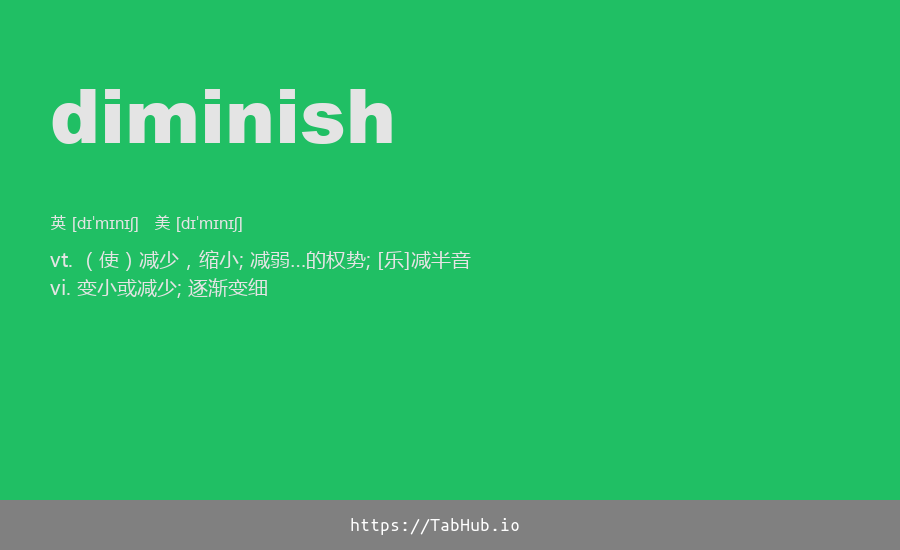 diminish
英 [dɪˈmɪnɪʃ] 美 [dɪˈmɪnɪʃ]
vt. （使）减少，缩小; 减弱…的权势; [乐]减半音
vi. 变小或减少; 逐渐变细
https://TabHub.io